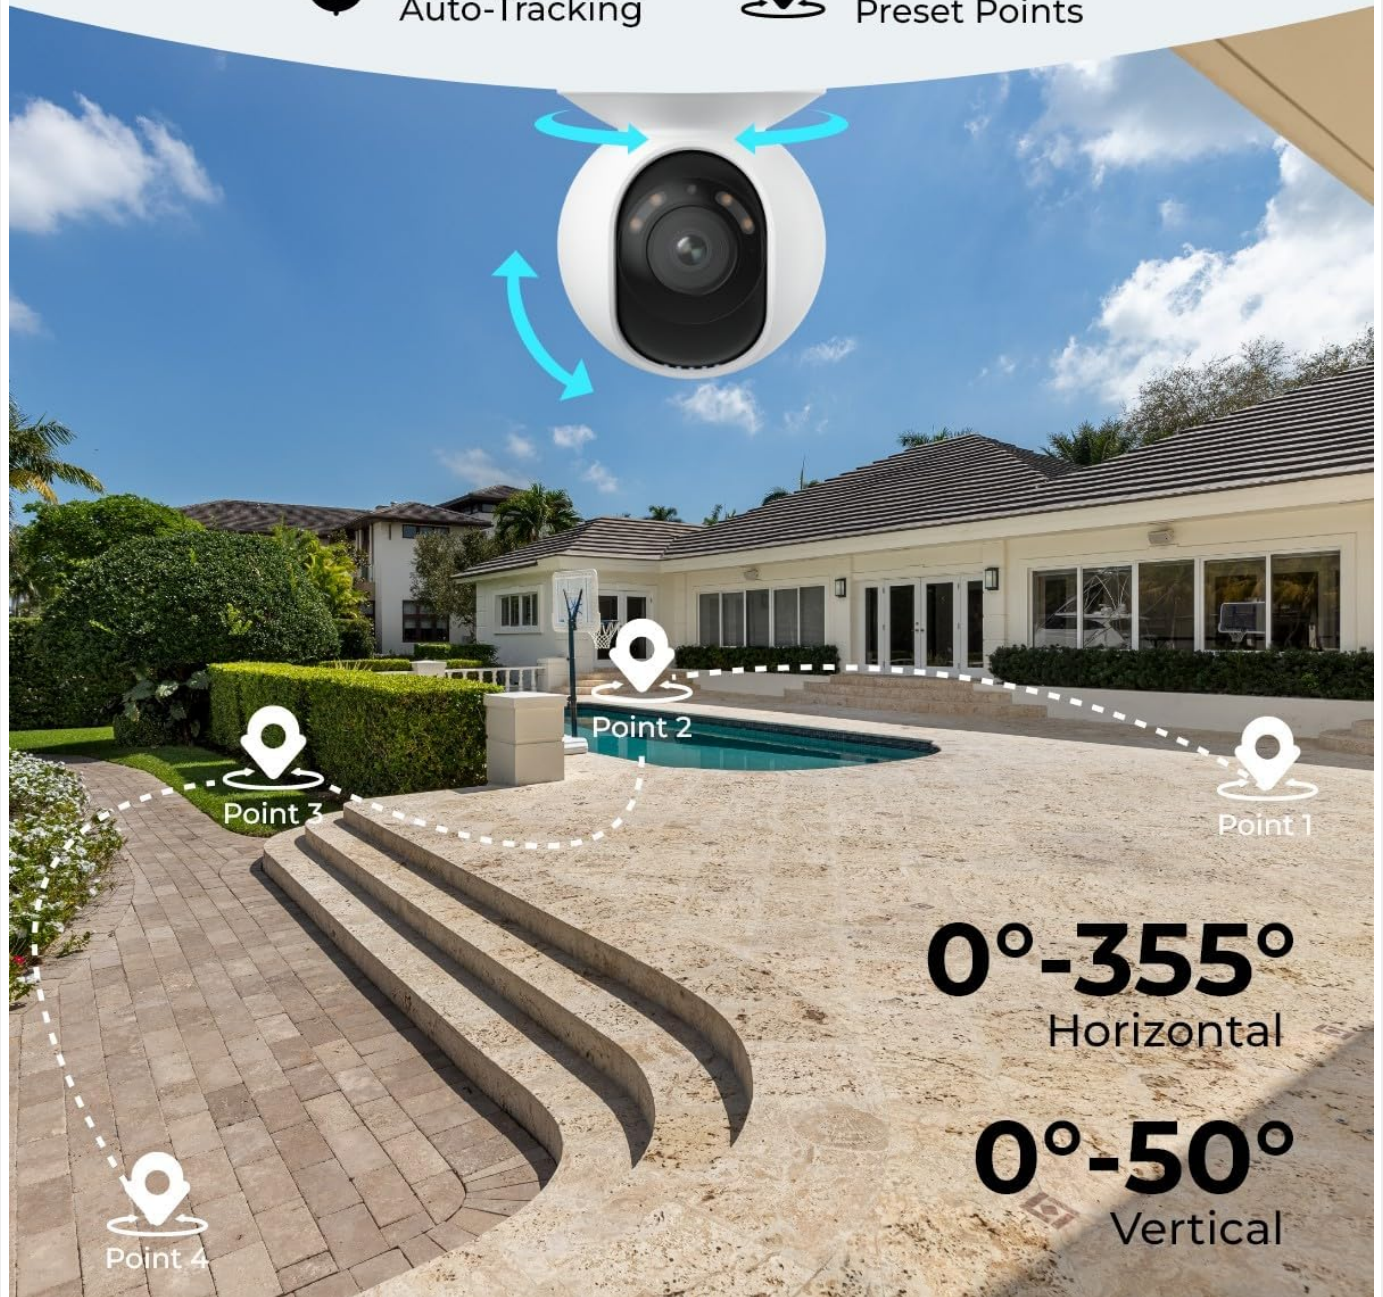 Auto-Tracking
Preset Points
Point 2
Point 3
Point 1
0°-355°
Horizontal
0°-50°
Vertical
Point 4